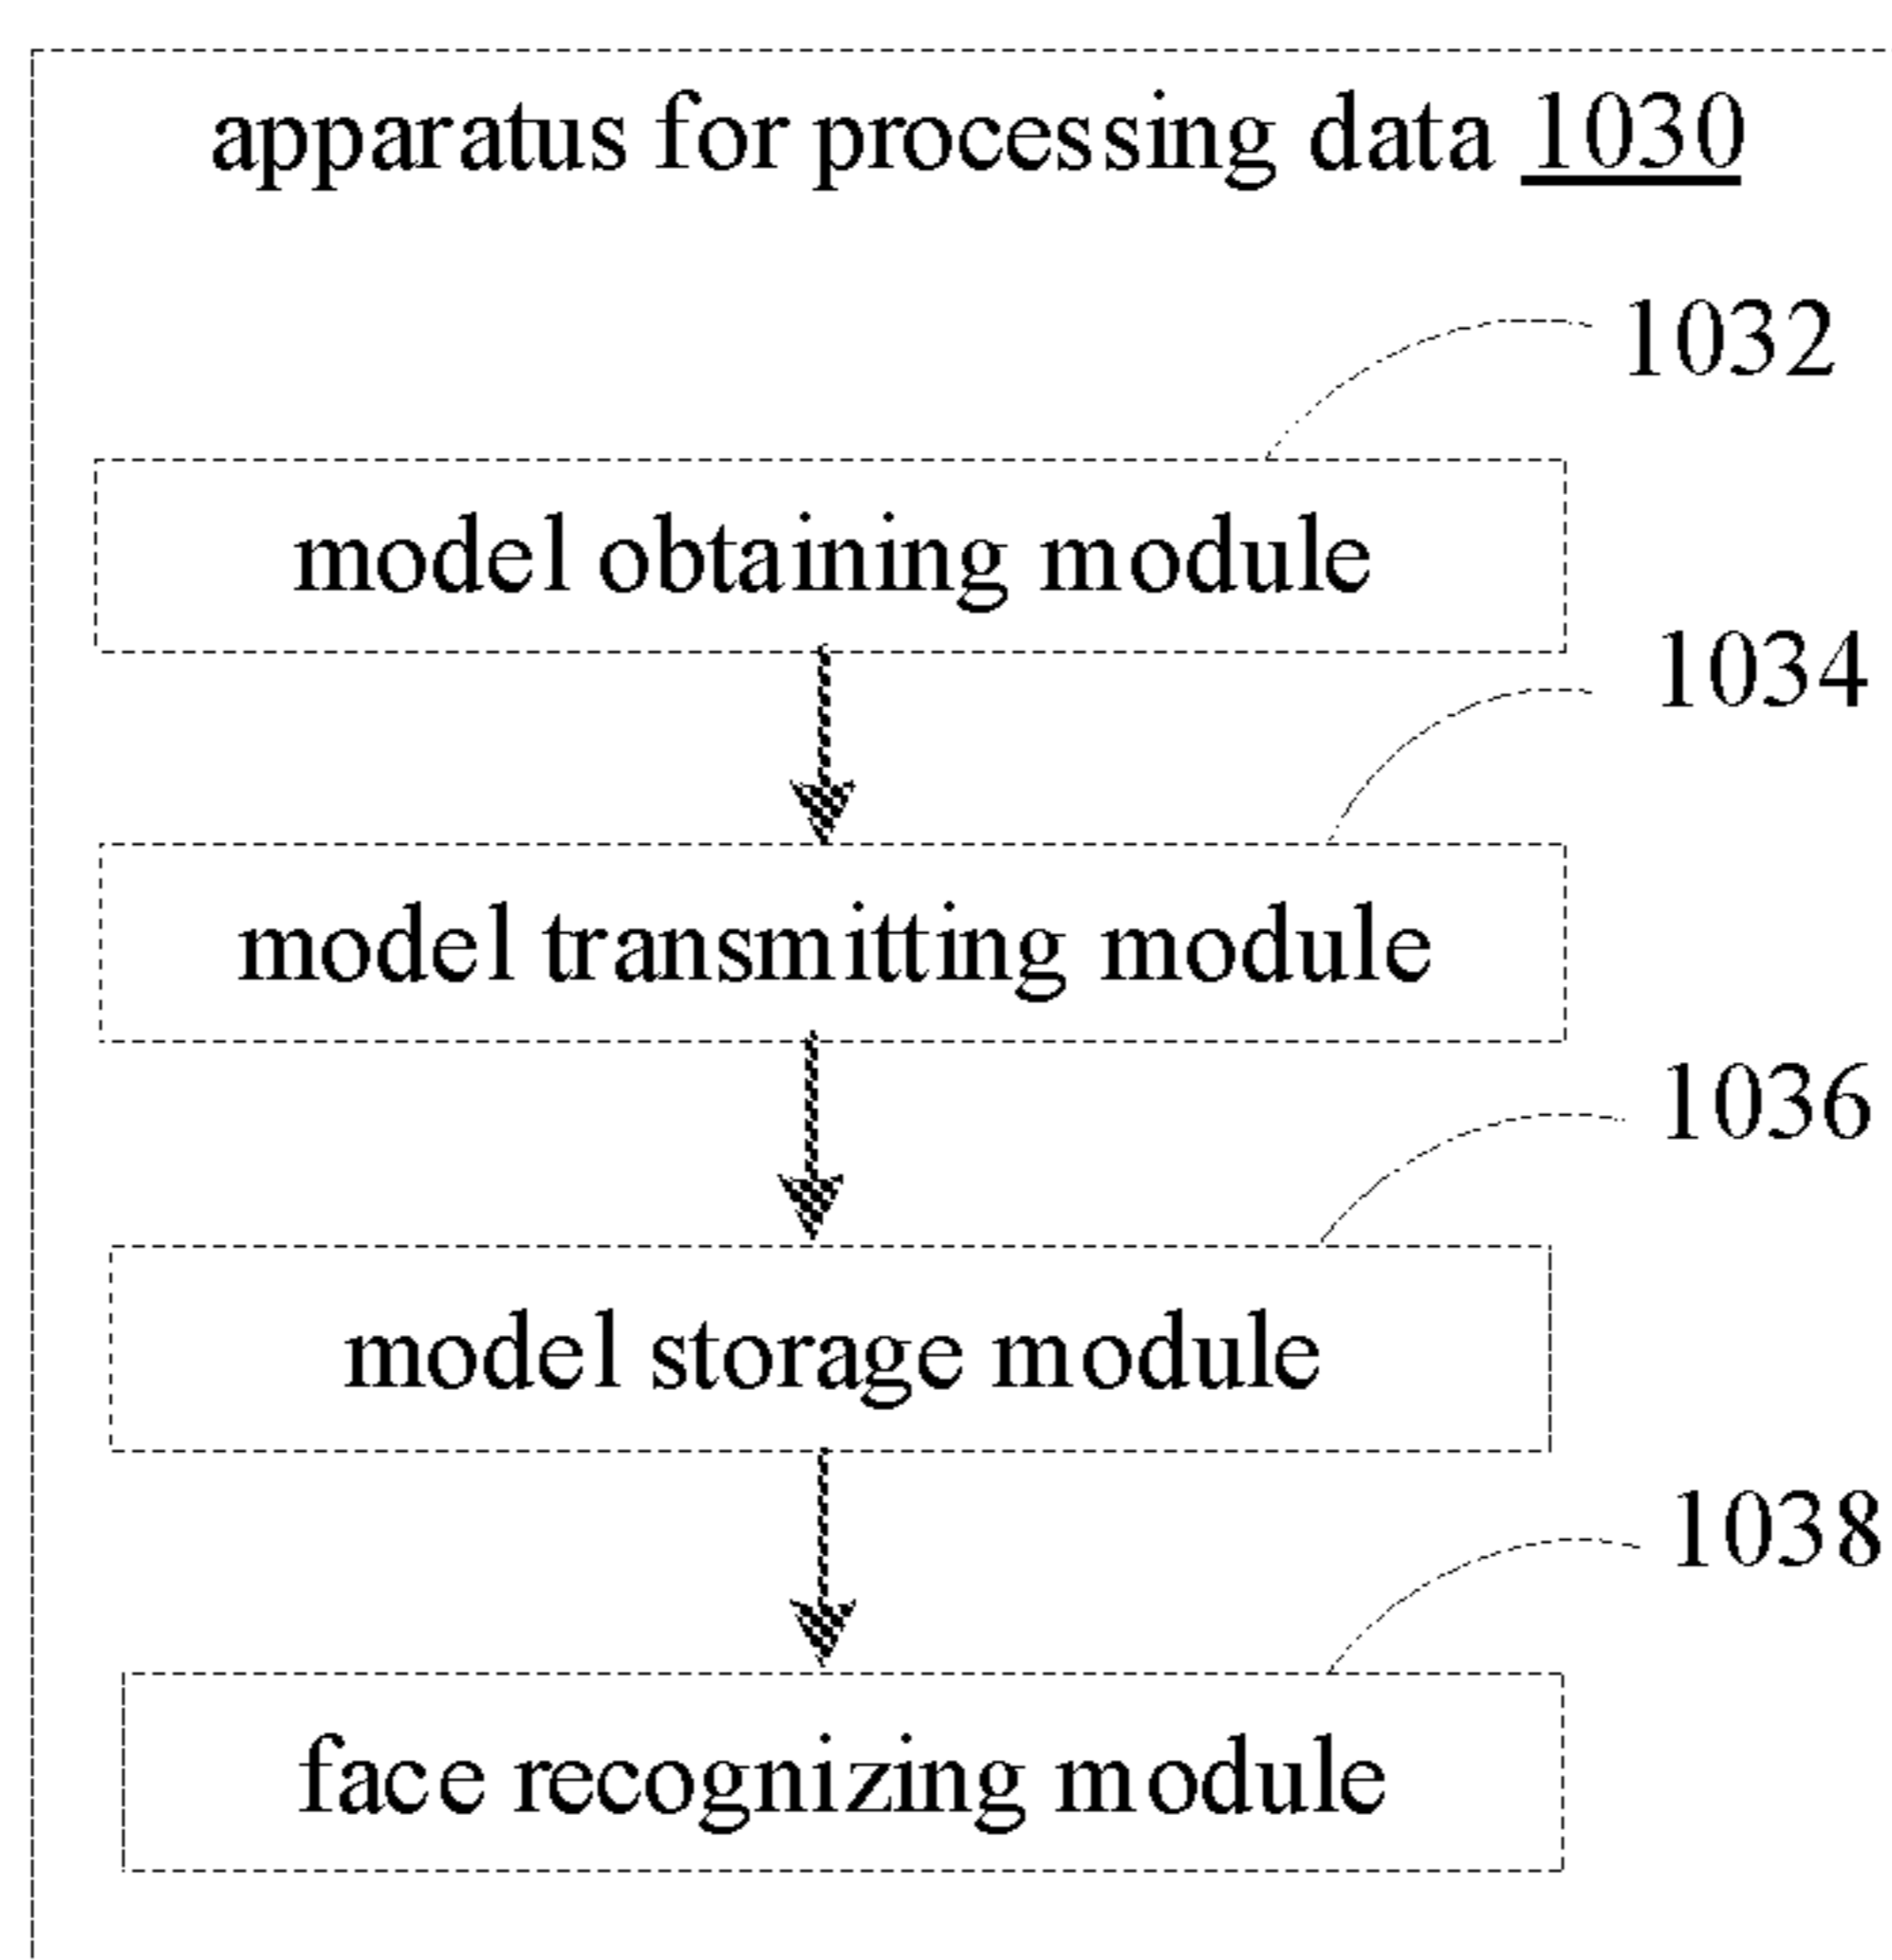 apparatus for processing data 1030
1032
model obtaining module
1034
model transmitting module
1036
model storage module
1038
face recognizing module